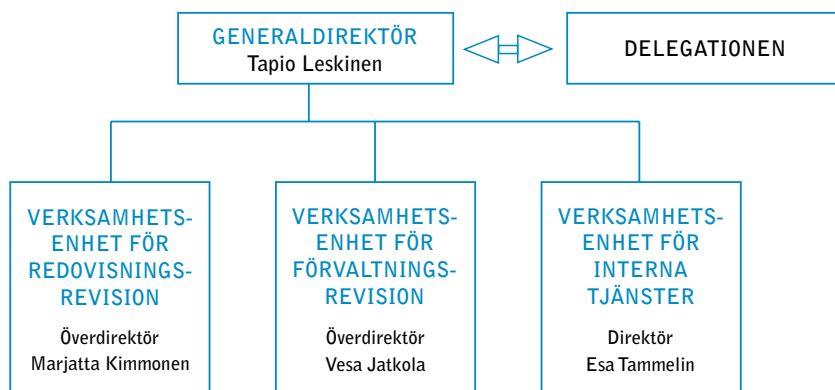 GENERALDIREKTÖR
Tapio Leskinen
DELEGATIONEN
VERKSAMHETS-
ENHET FÖR
REDOVISNINGS-
REVISION
Överdirektör
Marjatta Kimmonen
VERKSAMHETS-
ENHET FÖR
FÖRVALTNINGS-
REVISION
Överdirektör
Vesa Jatkola
VERKSAMHETS-
ENHET FÖR
INTERNA
TJÄNSTER
Direktör
Esa Tammelin